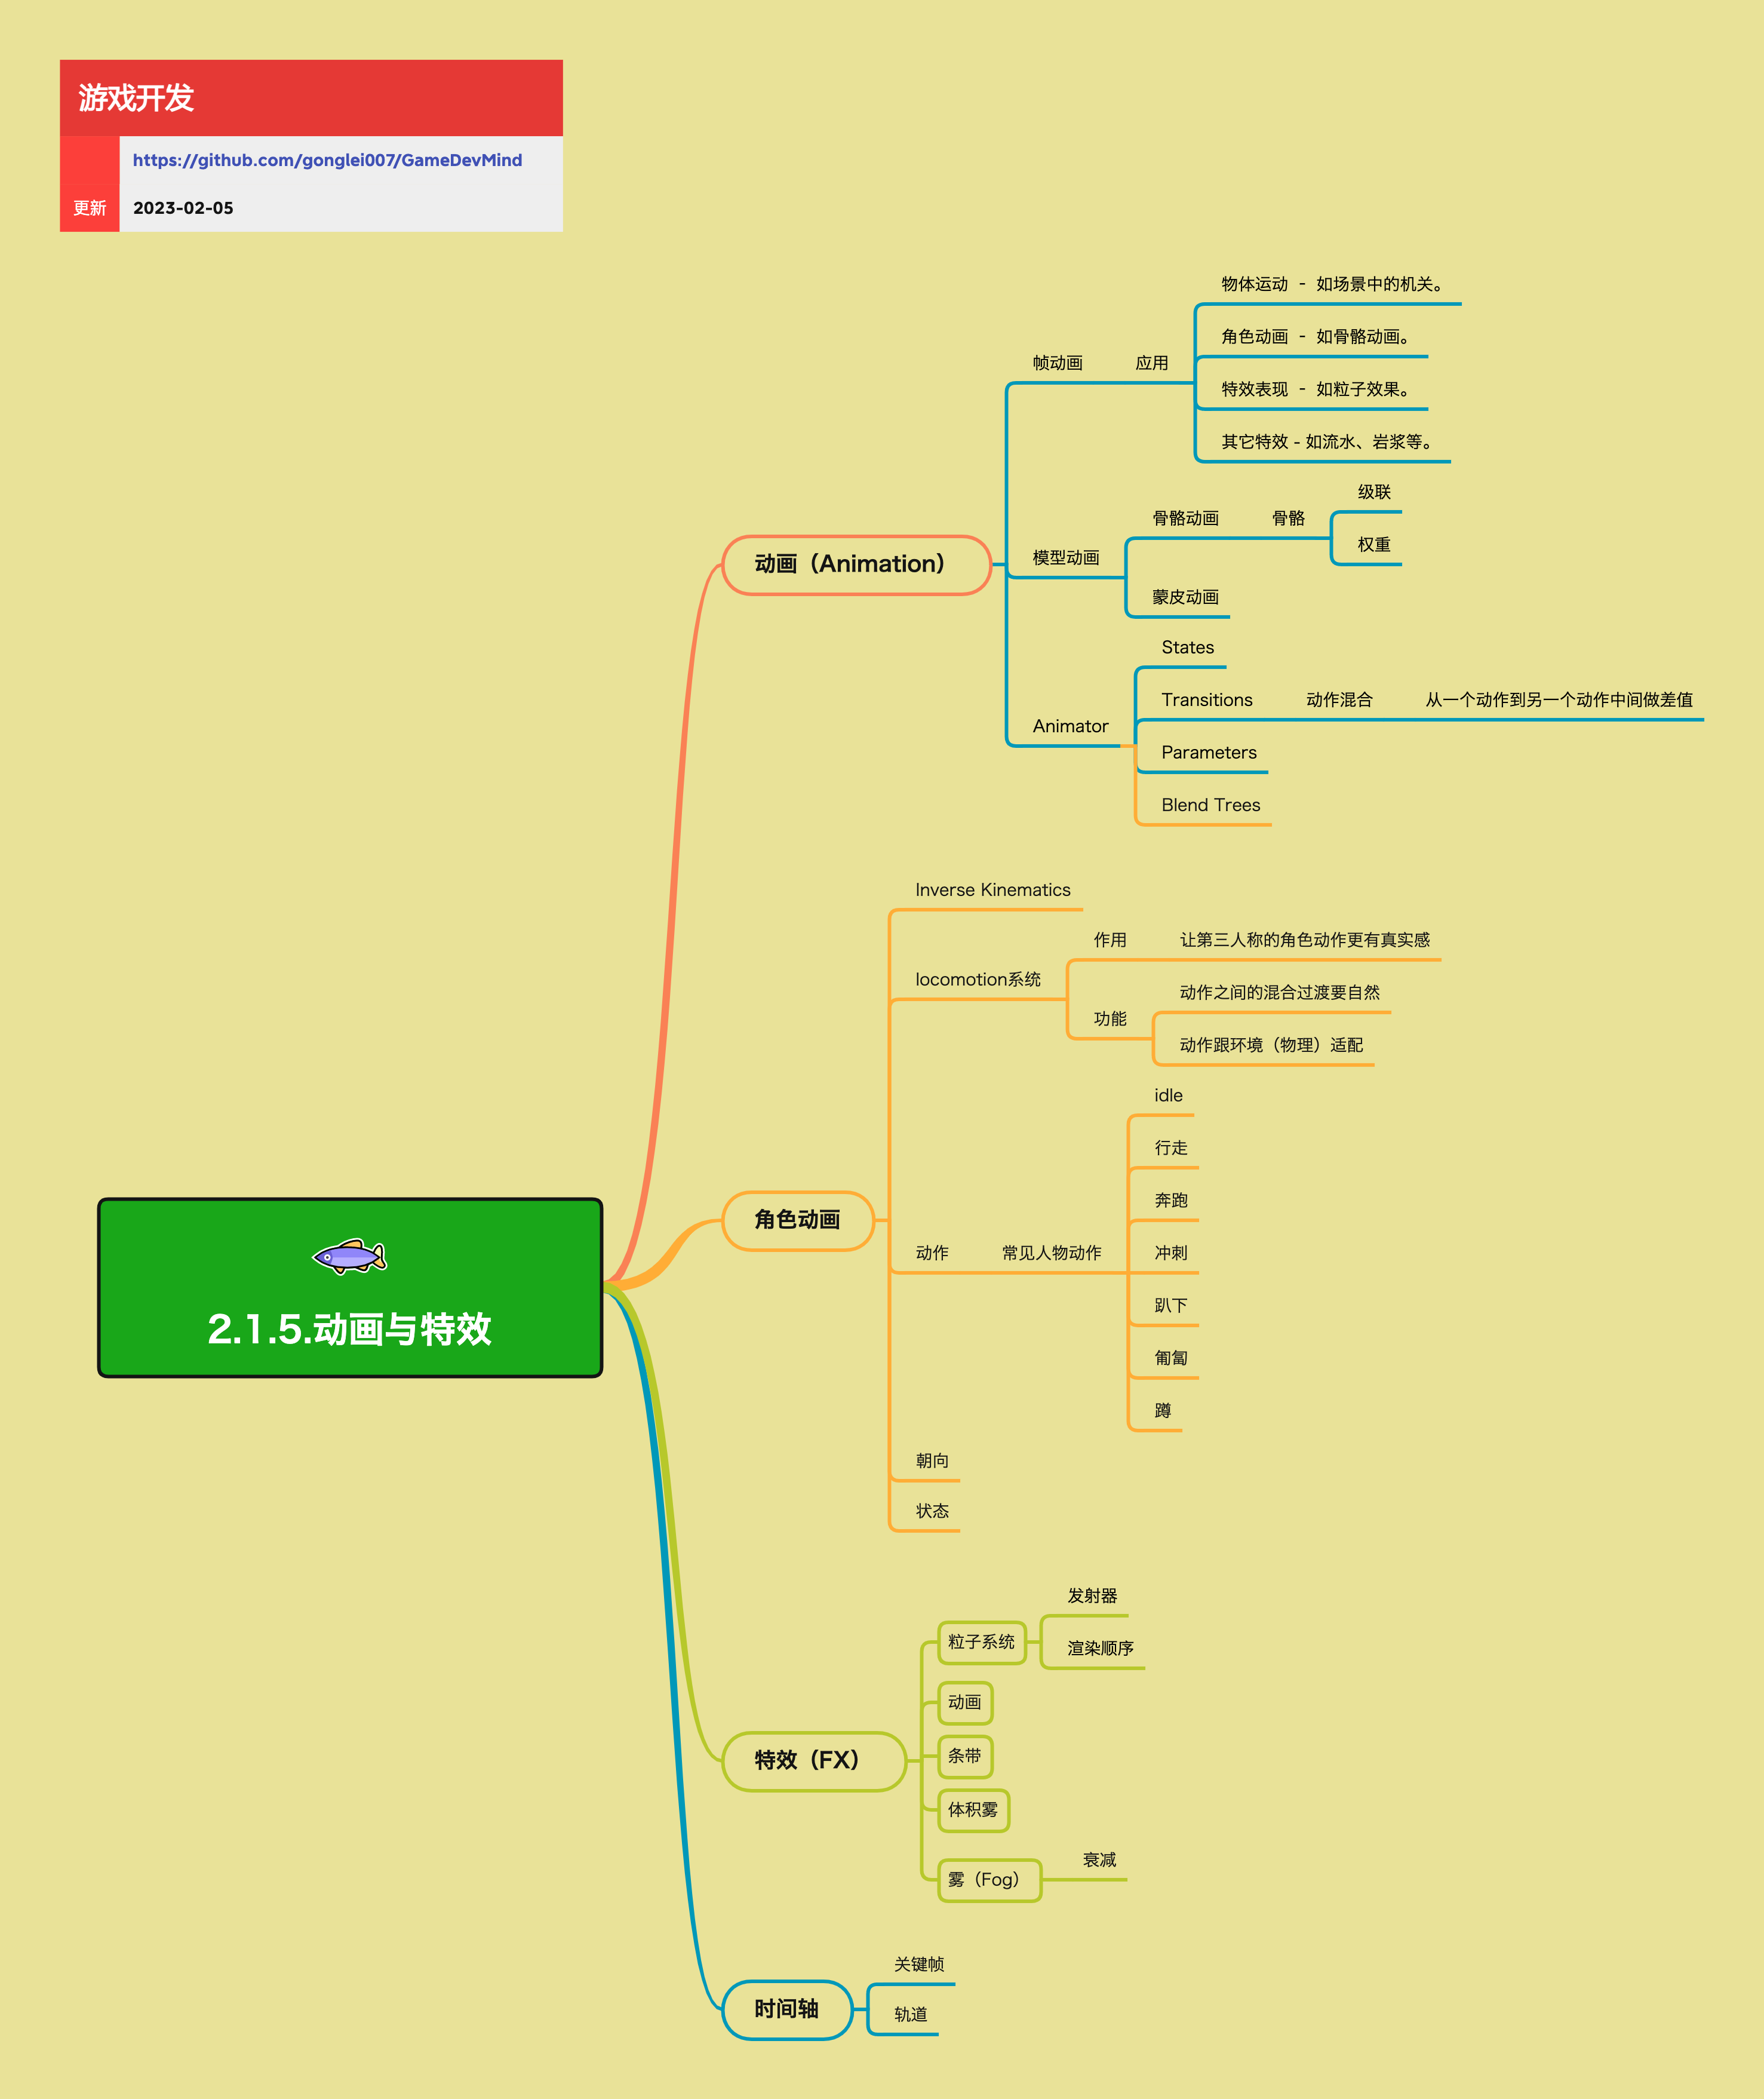 游戏开发
https://github.com/gonglei007/GameDevMind
更新 2023-02-05
2.1.5.动画与特效
动画（Animation）
帧动画
应用
物体运动 - 如场景中的机关。
角色动画 - 如骨骼动画。
特效表现 - 如粒子效果。
其它特效 - 如流水、岩浆等。
模型动画
骨骼动画
骨骼
级联
权重
蒙皮动画
Animator
States
Transitions
动作混合
从一个动作到另一个动作中间做差值
Parameters
Blend Trees
角色动画
Inverse Kinematics
locomotion系统
作用
让第三人称的角色动作更有真实感
功能
动作之间的混合过渡要自然
动作跟环境（物理）适配
动作
常见人物动作
idle
行走
奔跑
冲刺
趴下
匍匐
蹲
朝向
状态
特效（FX）
粒子系统
发射器
渲染顺序
动画
条带
体积雾
雾（Fog）
衰减
时间轴
关键帧
轨道